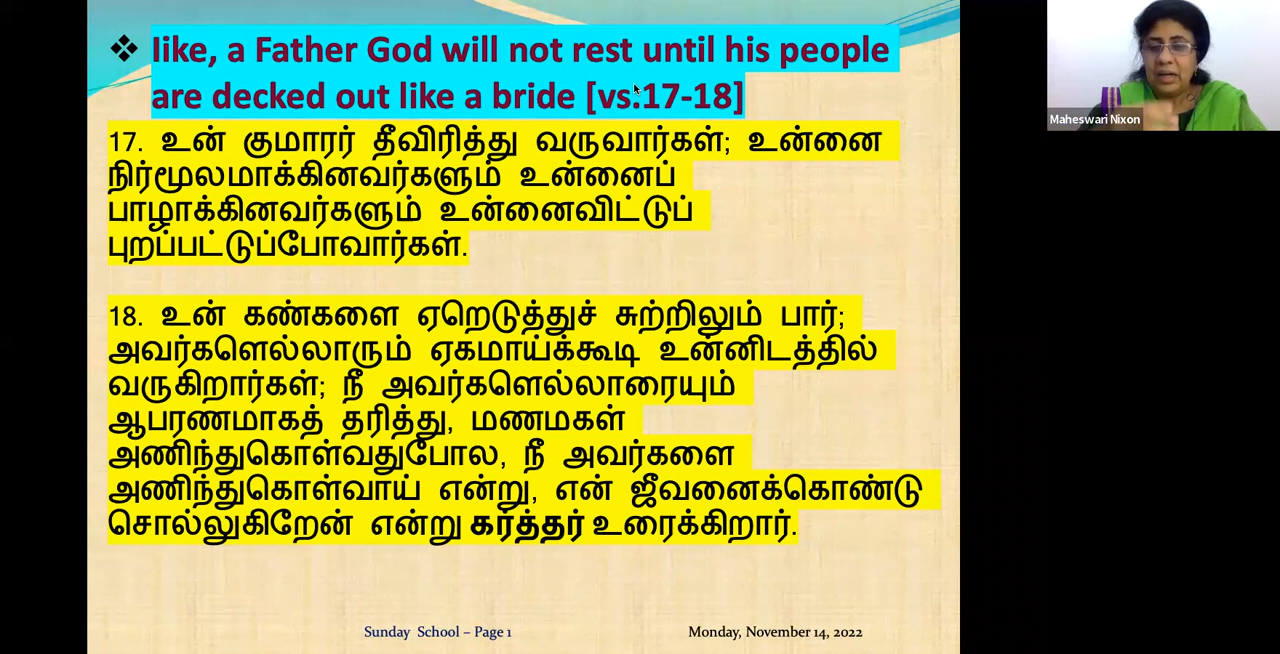 ❖ like, a Father God will not rest until his people
are decked out like a bride [vs.17-18]
17. உன் குமாரர் தீவிரித்து வருவார்கள்; உன்னை
நிர்மூலமாக்கினவர்களும் உன்னைப்
பாழாக்கினவர்களும் உன்னைவிட்டுப்
புறப்பட்டுப்போவார்கள்.
18. உன் கண்களை ஏறெடுத்துச் சுற்றிலும் பார்;
அவர்களெல்லாரும் ஏகமாய்க்கூடி உன்னிடத்தில்
வருகிறார்கள்; நீ அவர்களெல்லாரையும்
ஆபரணமாகத் தரித்து, மணமகள்
அணிந்துகொள்வதுபோல, நீ அவர்களை
அணிந்துகொள்வாய் என்று, என் ஜீவனைக்கொண்டு
சொல்லுகிறேன் என்று கர்த்தர் உரைக்கிறார்.
Sunday School – Page 1
Monday, November 14, 2022
Maheswari Nixon